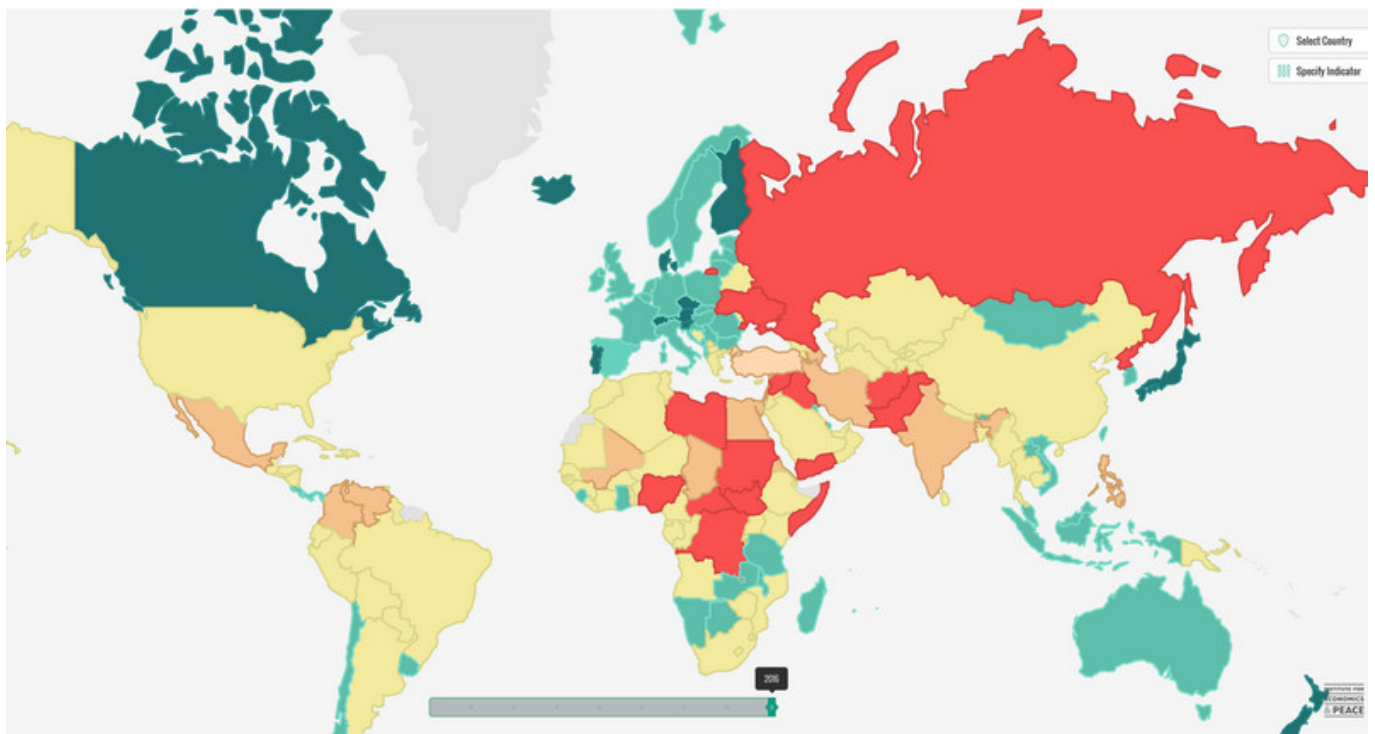 Select Country
Specify Indicator
2016
INSTITUTE FOR
ECONOMICS
& PEACE